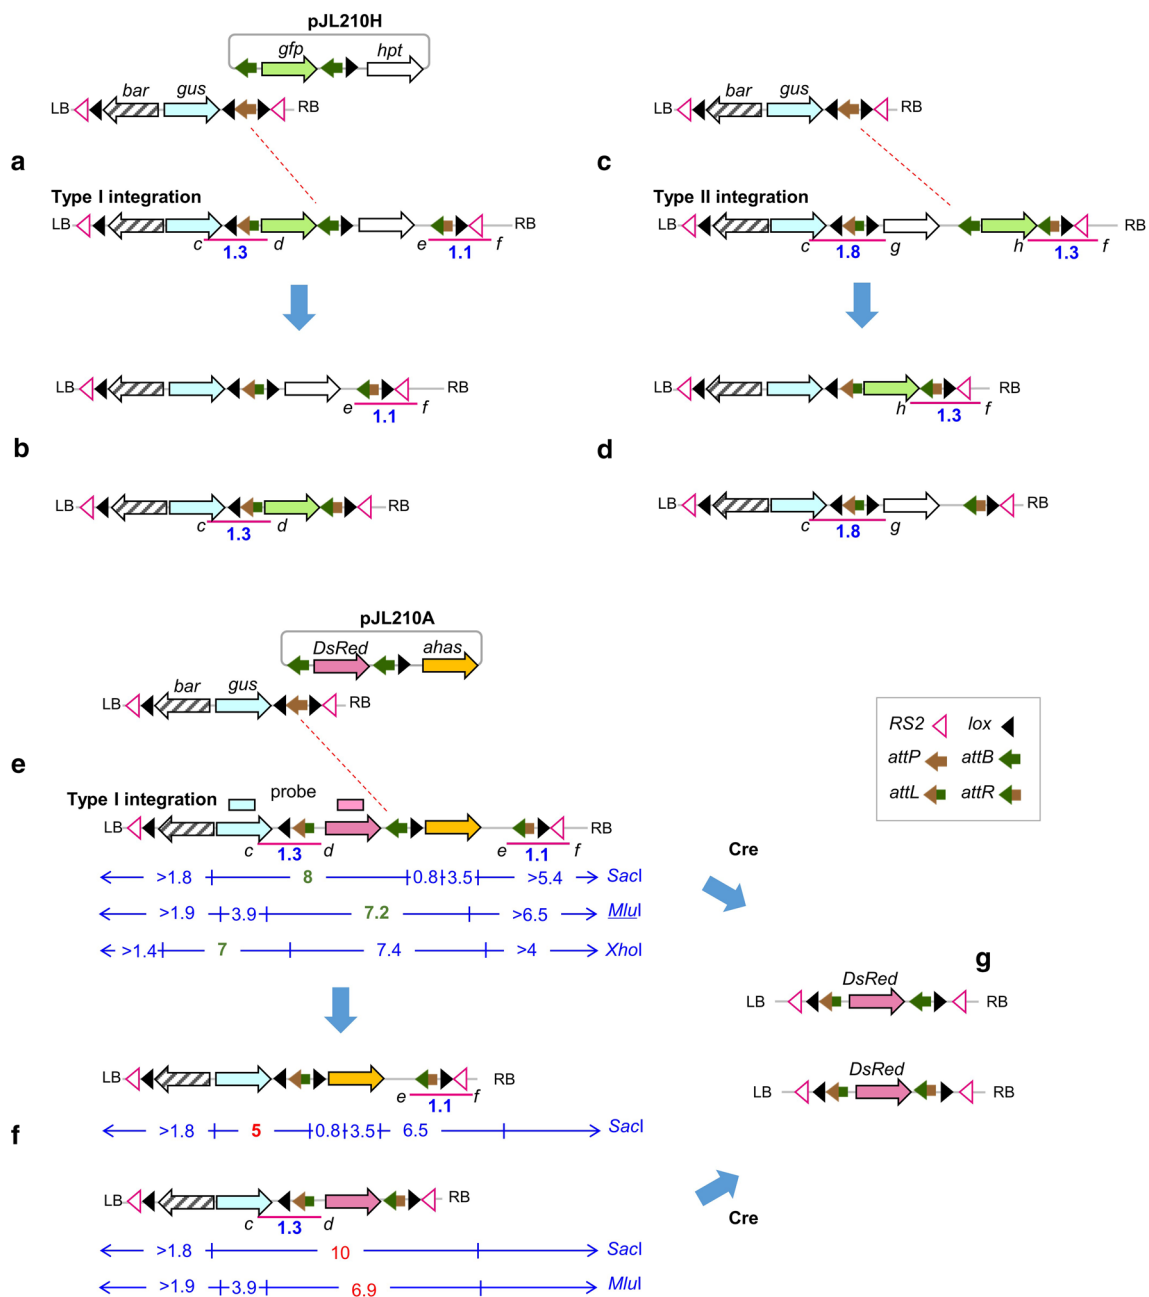 pJL210H
gfp hpt
bar gus
LB RB
bar gus
LB RB
a
c
Type I integration
LB RB
c d e f
1.3 1.1
Type II integration
LB RB
c g h f
1.8 1.3
LB RB
e f
1.1
LB RB
h f
1.3
b
d
LB RB
c d
1.3
LB RB
c g
1.8
pJL210A
DsRed ahas
bar gus
LB RB
RS2 lox
attP attB
attL attR
e
Type I integration probe
LB RB
c d e f
1.3 1.1
>1.8 8 0.8 3.5 >5.4 SacI
>1.9 3.9 7.2 >6.5 MluI
>1.4 7 7.4 >4 XhoI
Cre
g
DsRed
LB RB
DsRed
LB RB
LB RB
e f
1.1
>1.8 5 0.8 3.5 6.5 SacI
f
LB RB
c d
1.3
Cre
>1.8 10 SacI
>1.9 3.9 6.9 MluI